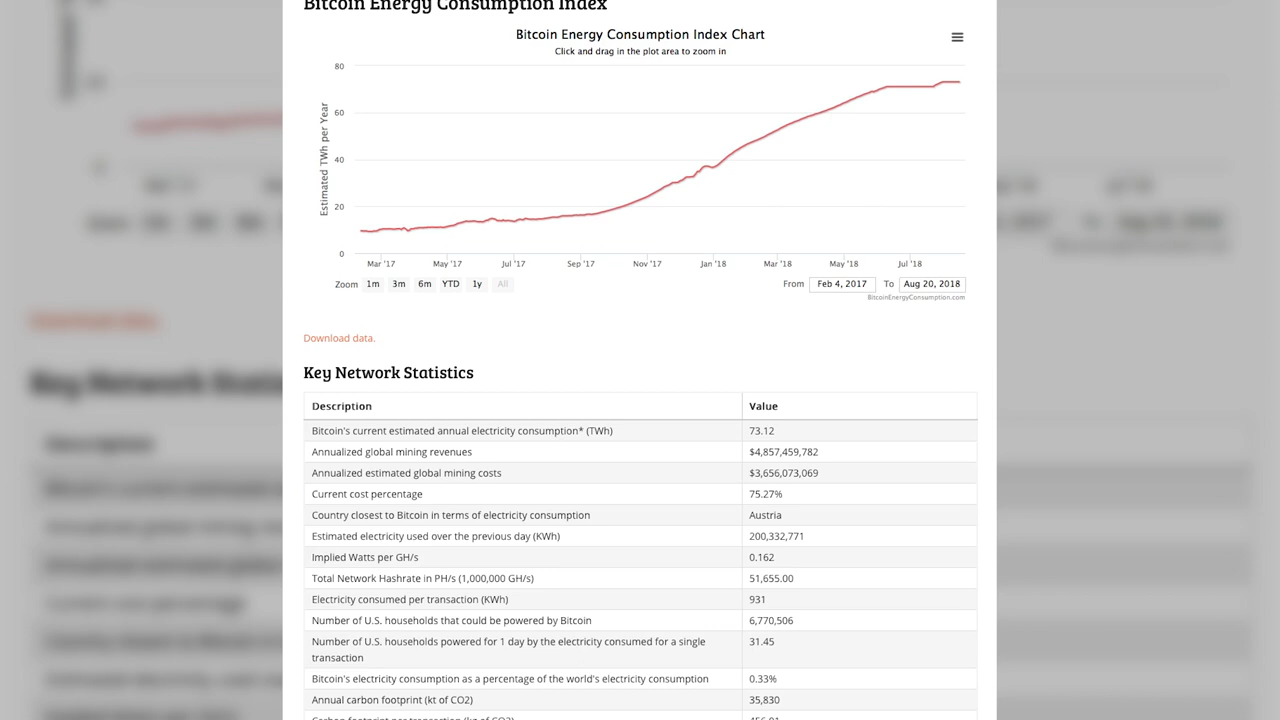 Bitcoin Energy Consumption Index
Bitcoin Energy Consumption Index Chart
Click and drag in the plot area to zoom in
Estimated TWh per Year
80
60
40
20
0
Mar '17 May '17 Jul '17 Sep '17 Nov '17 Jan '18 Mar '18 May '18 Jul '18
Zoom 1m 3m 6m YTD 1y All From Feb 4, 2017 To Aug 20, 2018
BitcoinEnergyConsumption.com
Download data.
Key Network Statistics
Description Value
Bitcoin's current estimated annual electricity consumption* (TWh) 73.12
Annualized global mining revenues $4,857,459,782
Annualized estimated global mining costs $3,656,073,069
Current cost percentage 75.27%
Country closest to Bitcoin in terms of electricity consumption Austria
Estimated electricity used over the previous day (KWh) 200,332,771
Implied Watts per GH/s 0.162
Total Network Hashrate in PH/s (1,000,000 GH/s) 51,655.00
Electricity consumed per transaction (KWh) 931
Number of U.S. households that could be powered by Bitcoin 6,770,506
Number of U.S. households powered for 1 day by the electricity consumed for a single 31.45
transaction
Bitcoin's electricity consumption as a percentage of the world's electricity consumption 0.33%
Annual carbon footprint (kt of CO2) 35,830
Carbon footprint per transaction (kg of CO2)